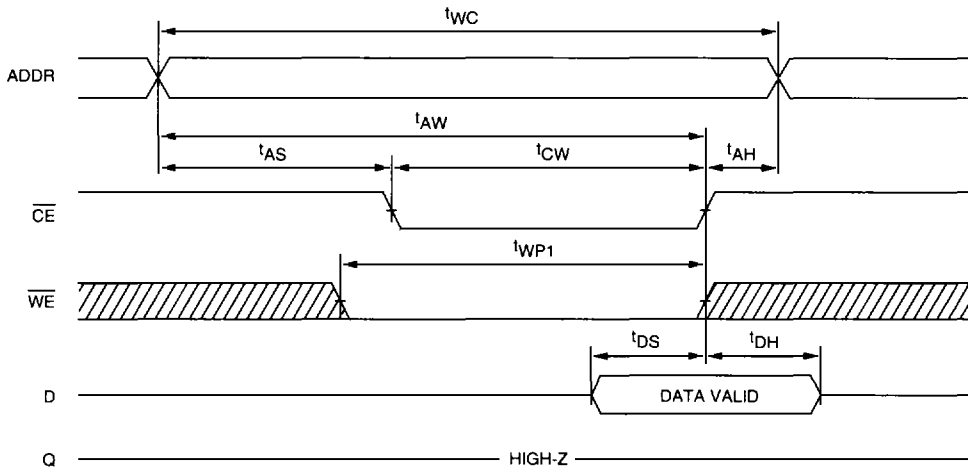 tWC
ADDR
tAW
tAS tCW tAH
CE
tWP1
WE
tDS tDH
D DATA VALID
Q HIGH-Z